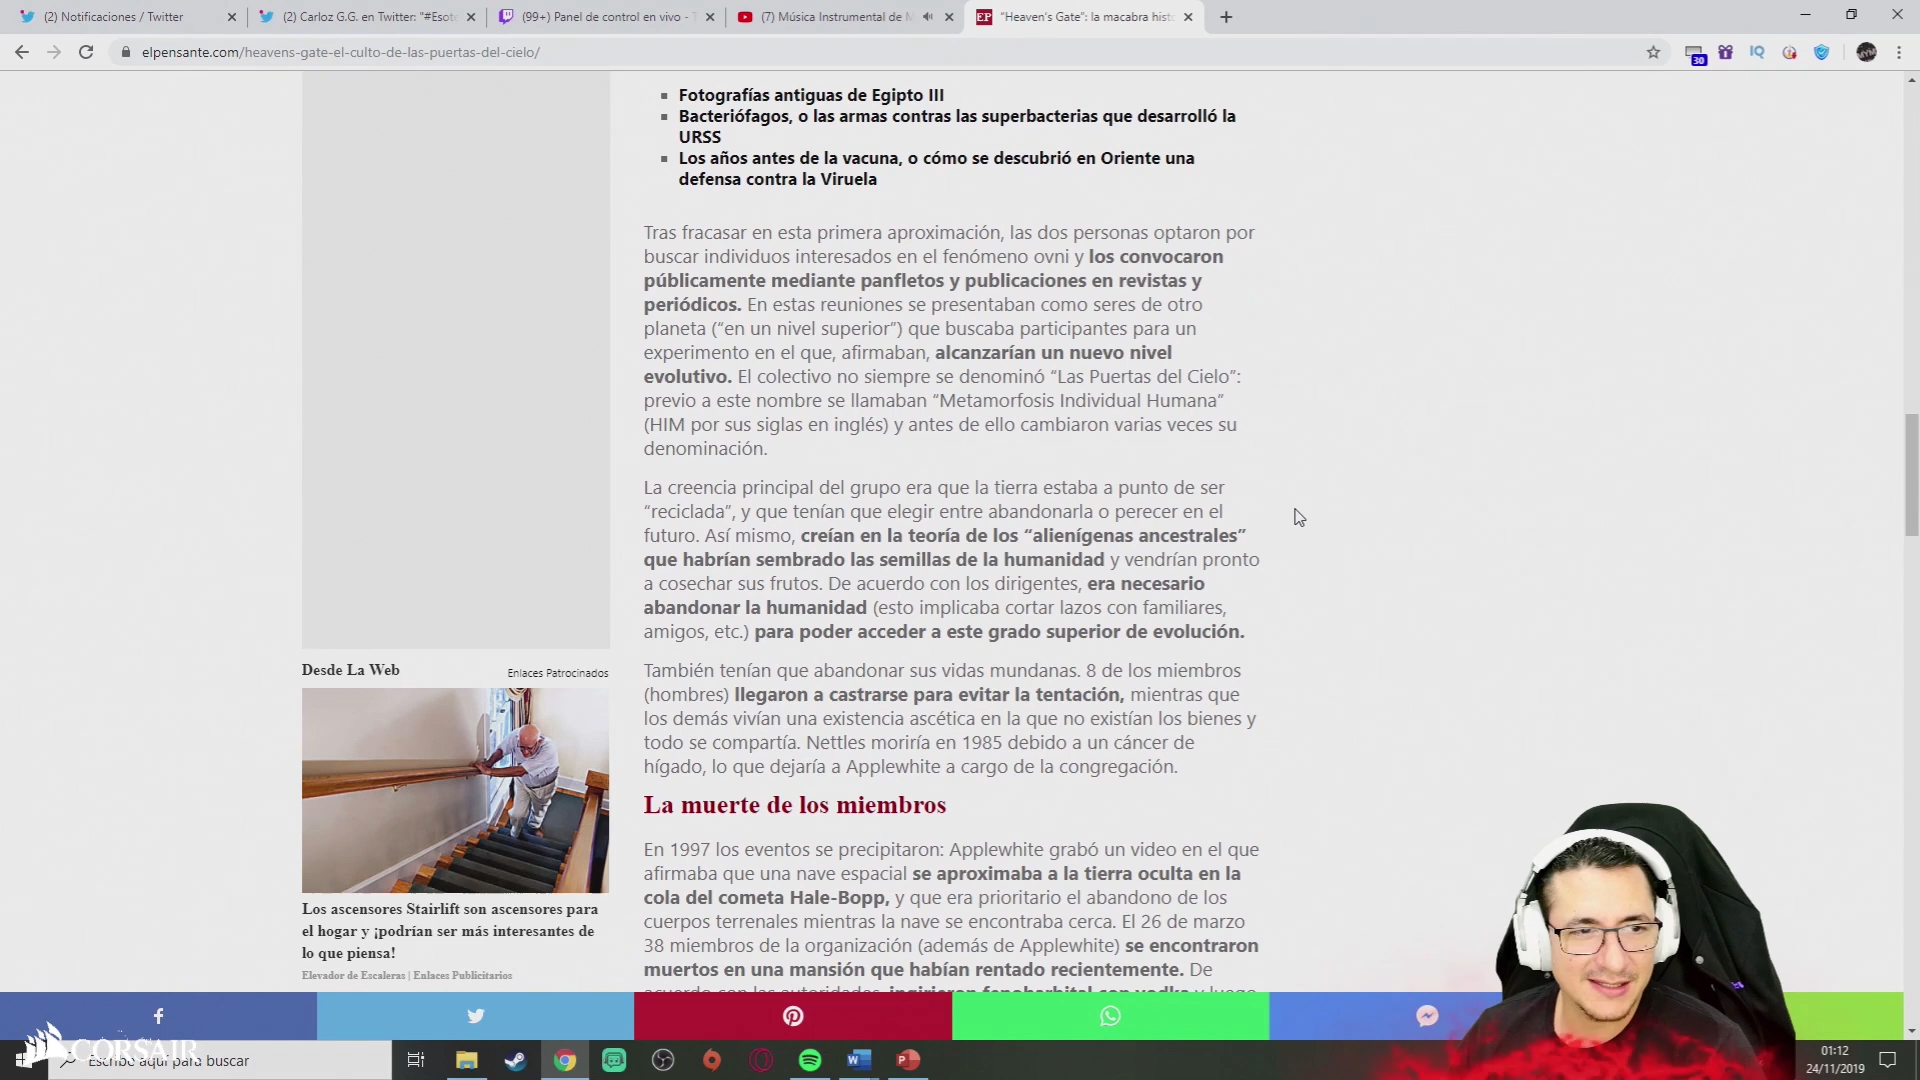 (2) Notificaciones / Twitter
(2) Carloz G.G. en Twitter: "#Esote
(99+) Panel de control en vivo - T
(7) Música Instrumental de M
EP
"Heaven's Gate": la macabra histo
elpensante.com/heavens-gate-el-culto-de-las-puertas-del-cielo/
30
IQ
Fotografías antiguas de Egipto III
Bacteriófagos, o las armas contras las superbacterias que desarrolló la
URSS
Los años antes de la vacuna, o cómo se descubrió en Oriente una
defensa contra la Viruela
Tras fracasar en esta primera aproximación, las dos personas optaron por
buscar individuos interesados en el fenómeno ovni y los convocaron
públicamente mediante panfletos y publicaciones en revistas y
periódicos. En estas reuniones se presentaban como seres de otro
planeta (“en un nivel superior”) que buscaba participantes para un
experimento en el que, afirmaban, alcanzarían un nuevo nivel
evolutivo. El colectivo no siempre se denominó “Las Puertas del Cielo”:
previo a este nombre se llamaban “Metamorfosis Individual Humana”
(HIM por sus siglas en inglés) y antes de ello cambiaron varias veces su
denominación.
La creencia principal del grupo era que la tierra estaba a punto de ser
“reciclada”, y que tenían que elegir entre abandonarla o perecer en el
futuro. Así mismo, creían en la teoría de los “alienígenas ancestrales”
que habrían sembrado las semillas de la humanidad y vendrían pronto
a cosechar sus frutos. De acuerdo con los dirigentes, era necesario
abandonar la humanidad (esto implicaba cortar lazos con familiares,
amigos, etc.) para poder acceder a este grado superior de evolución.
También tenían que abandonar sus vidas mundanas. 8 de los miembros
(hombres) llegaron a castrarse para evitar la tentación, mientras que
los demás vivían una existencia ascética en la que no existían los bienes y
todo se compartía. Nettles moriría en 1985 debido a un cáncer de
hígado, lo que dejaría a Applewhite a cargo de la congregación.
La muerte de los miembros
En 1997 los eventos se precipitaron: Applewhite grabó un video en el que
afirmaba que una nave espacial se aproximaba a la tierra oculta en la
cola del cometa Hale-Bopp, y que era prioritario el abandono de los
cuerpos terrenales mientras la nave se encontraba cerca. El 26 de marzo
38 miembros de la organización (además de Applewhite) se encontraron
muertos en una mansión que habían rentado recientemente. De
acuerdo con las autoridades, ingirieron fenobarbital con vodka y luego
Desde La Web
Enlaces Patrocinados
Los ascensores Stairlift son ascensores para
el hogar y ¡podrían ser más interesantes de
lo que piensa!
Elevador de Escaleras | Enlaces Publicitarios
CORSAIR
Escribe aquí para buscar
01:12
24/11/2019